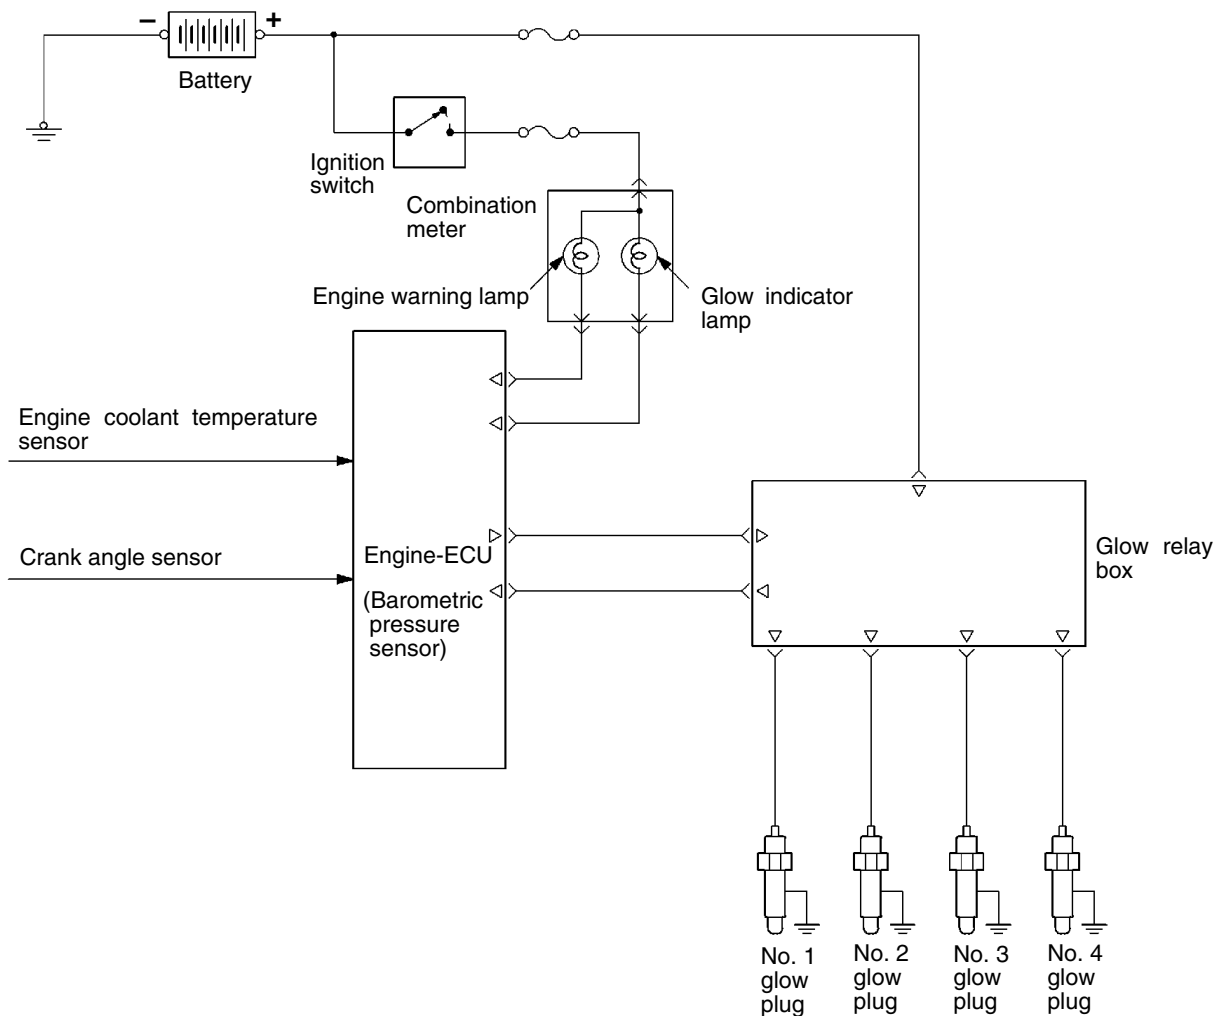 − +
Battery
Ignition
switch
Combination
meter
Engine warning lamp
Glow indicator
lamp
Engine coolant temperature
sensor
Crank angle sensor
Engine-ECU
(Barometric
pressure
sensor)
Glow relay
box
No. 1
glow
plug
No. 2
glow
plug
No. 3
glow
plug
No. 4
glow
plug